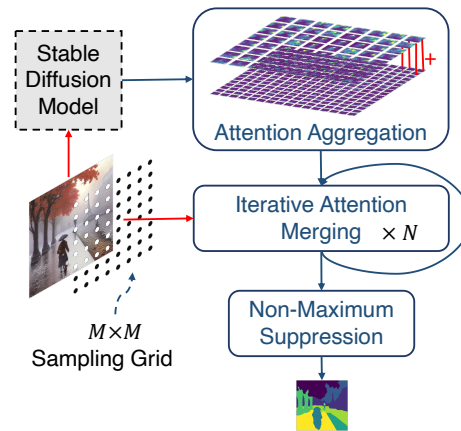 Stable
Diffusion
Model
+
Attention Aggregation
Iterative Attention
Merging × N
M×M
Sampling Grid
Non-Maximum
Suppression